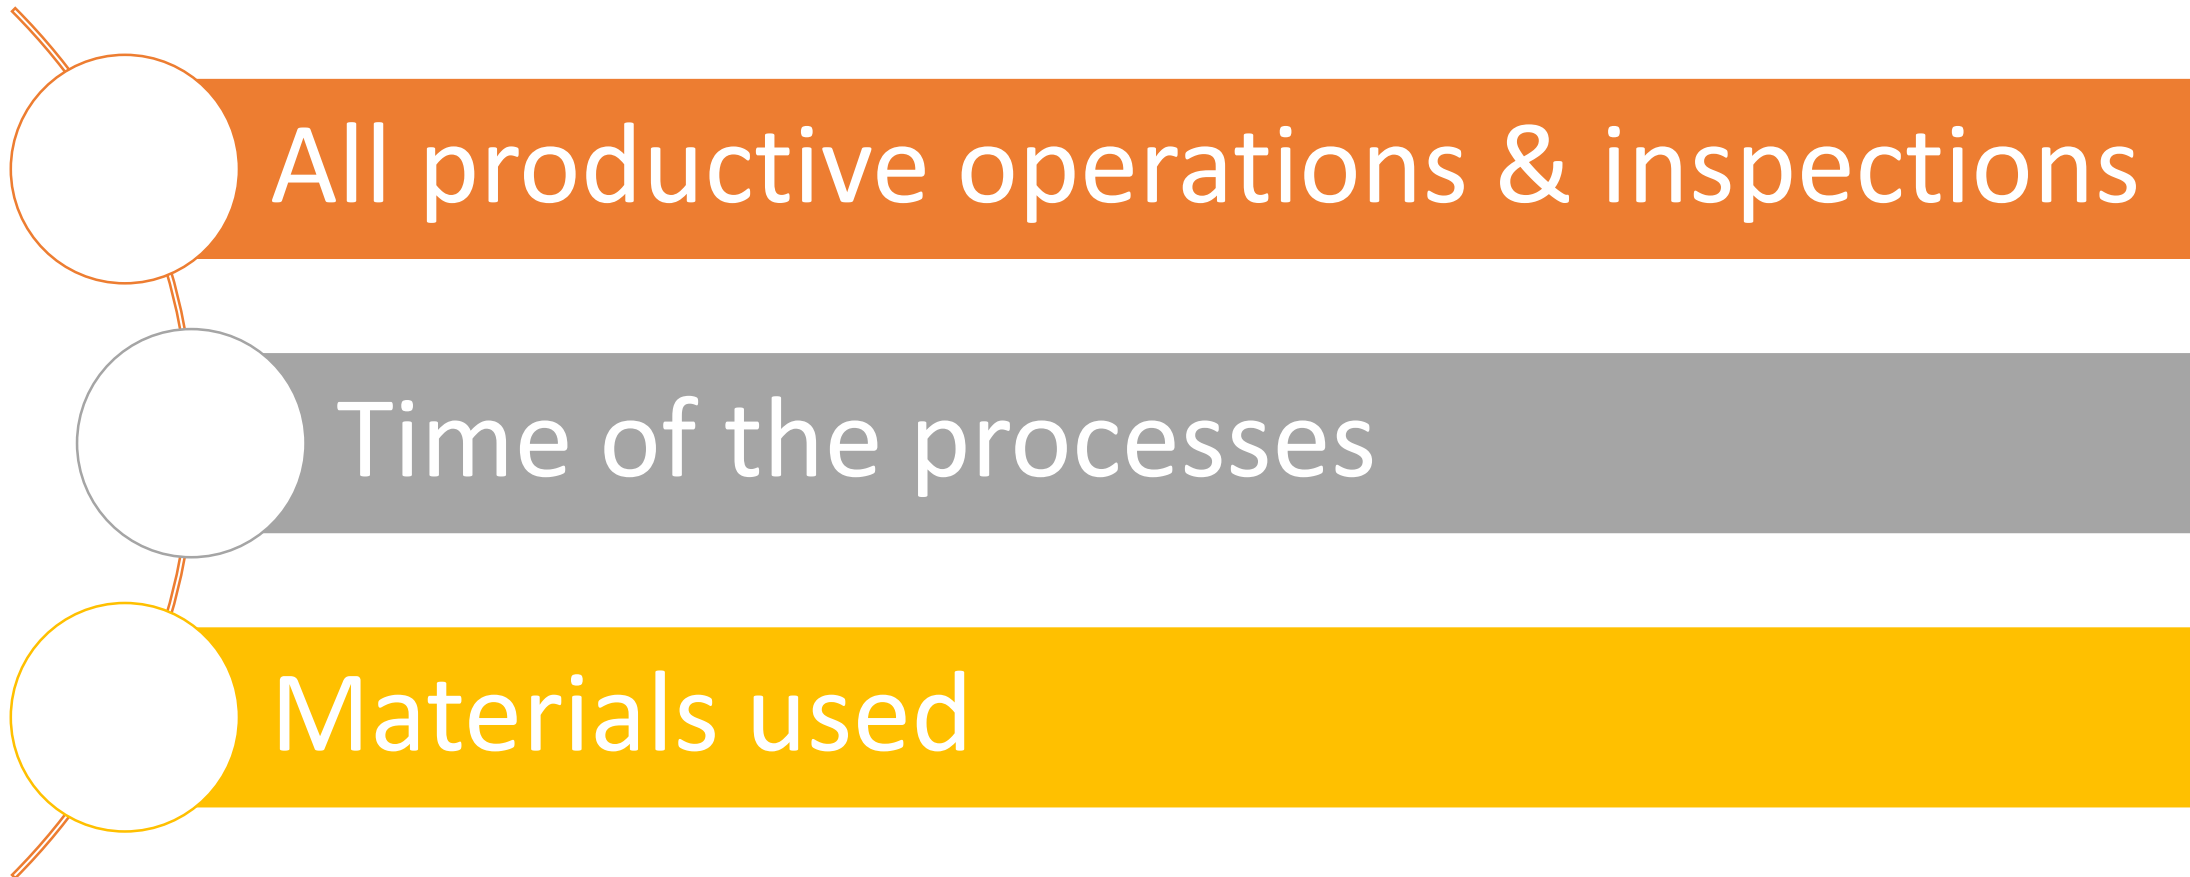 All productive operations & inspections
Time of the processes
Materials used